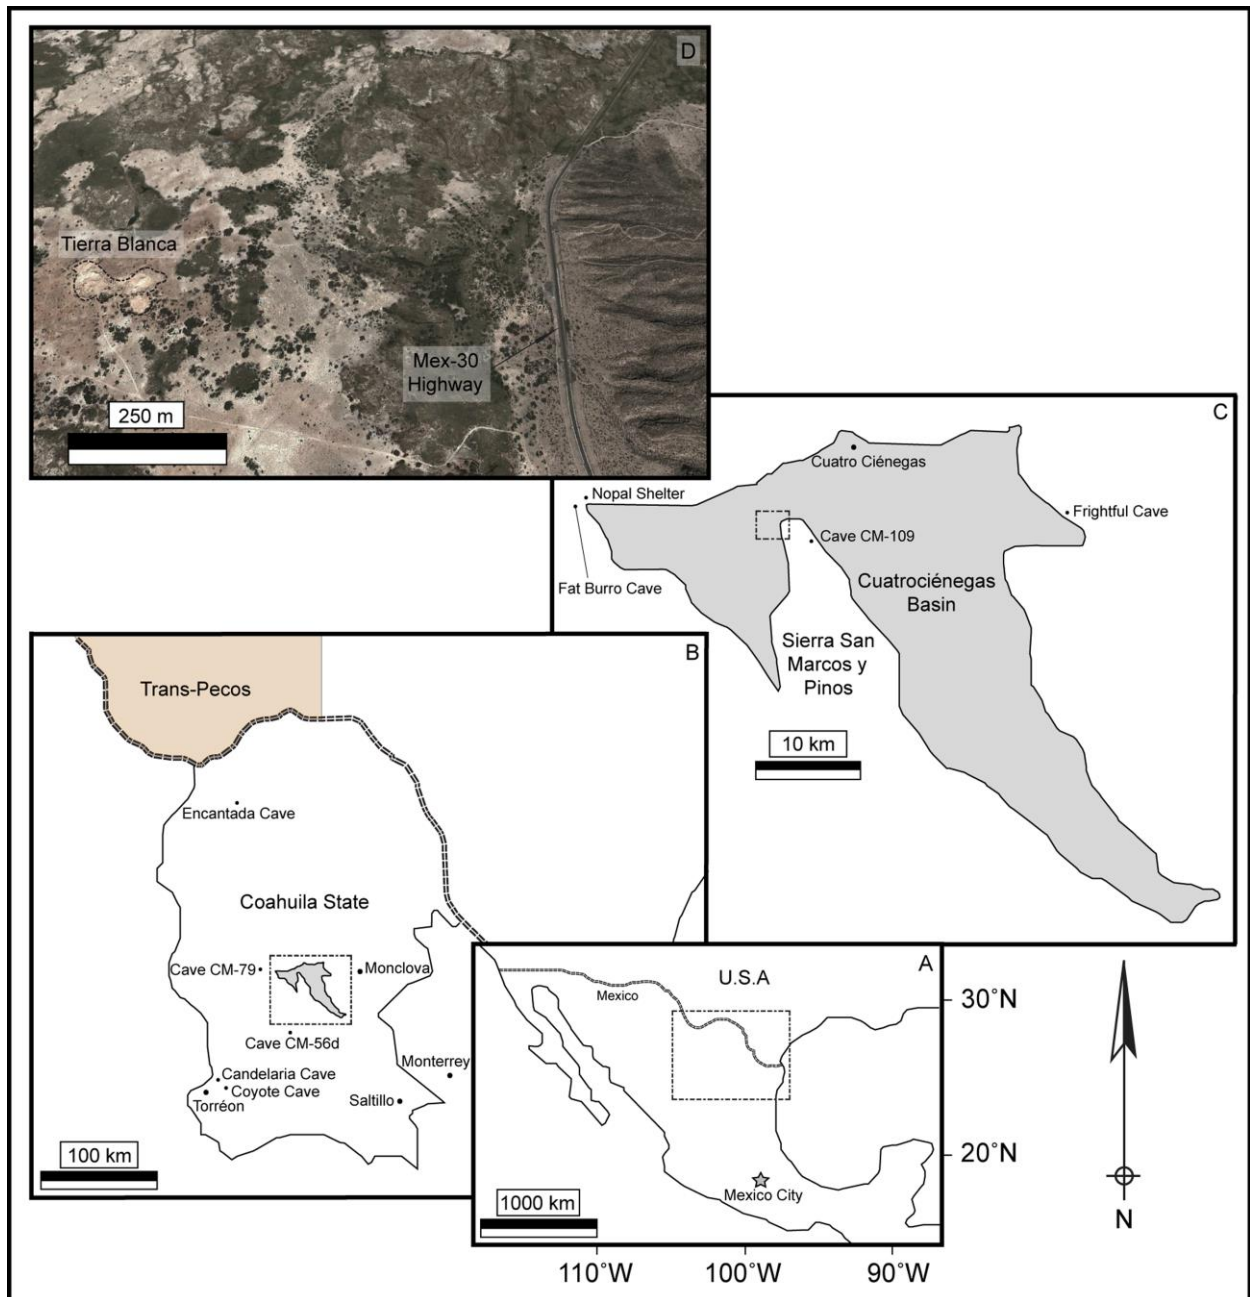 D
Tierra Blanca
Mex-30
Highway
250 m
C
Cuatro Ciénegas
Nopal Shelter
Frightful Cave
Cave CM-109
Fat Burro Cave
Cuatrociénegas
Basin
Sierra San
Marcos y
Pinos
10 km
B
Trans-Pecos
Encantada Cave
Coahuila State
Cave CM-79
Monclova
Cave CM-56d
Monterrey
Candelaria Cave
Coyote Cave
Torréon
Saltillo
100 km
A
U.S.A
Mexico
30°N
20°N
Mexico City
1000 km
N
110°W
100°W
90°W